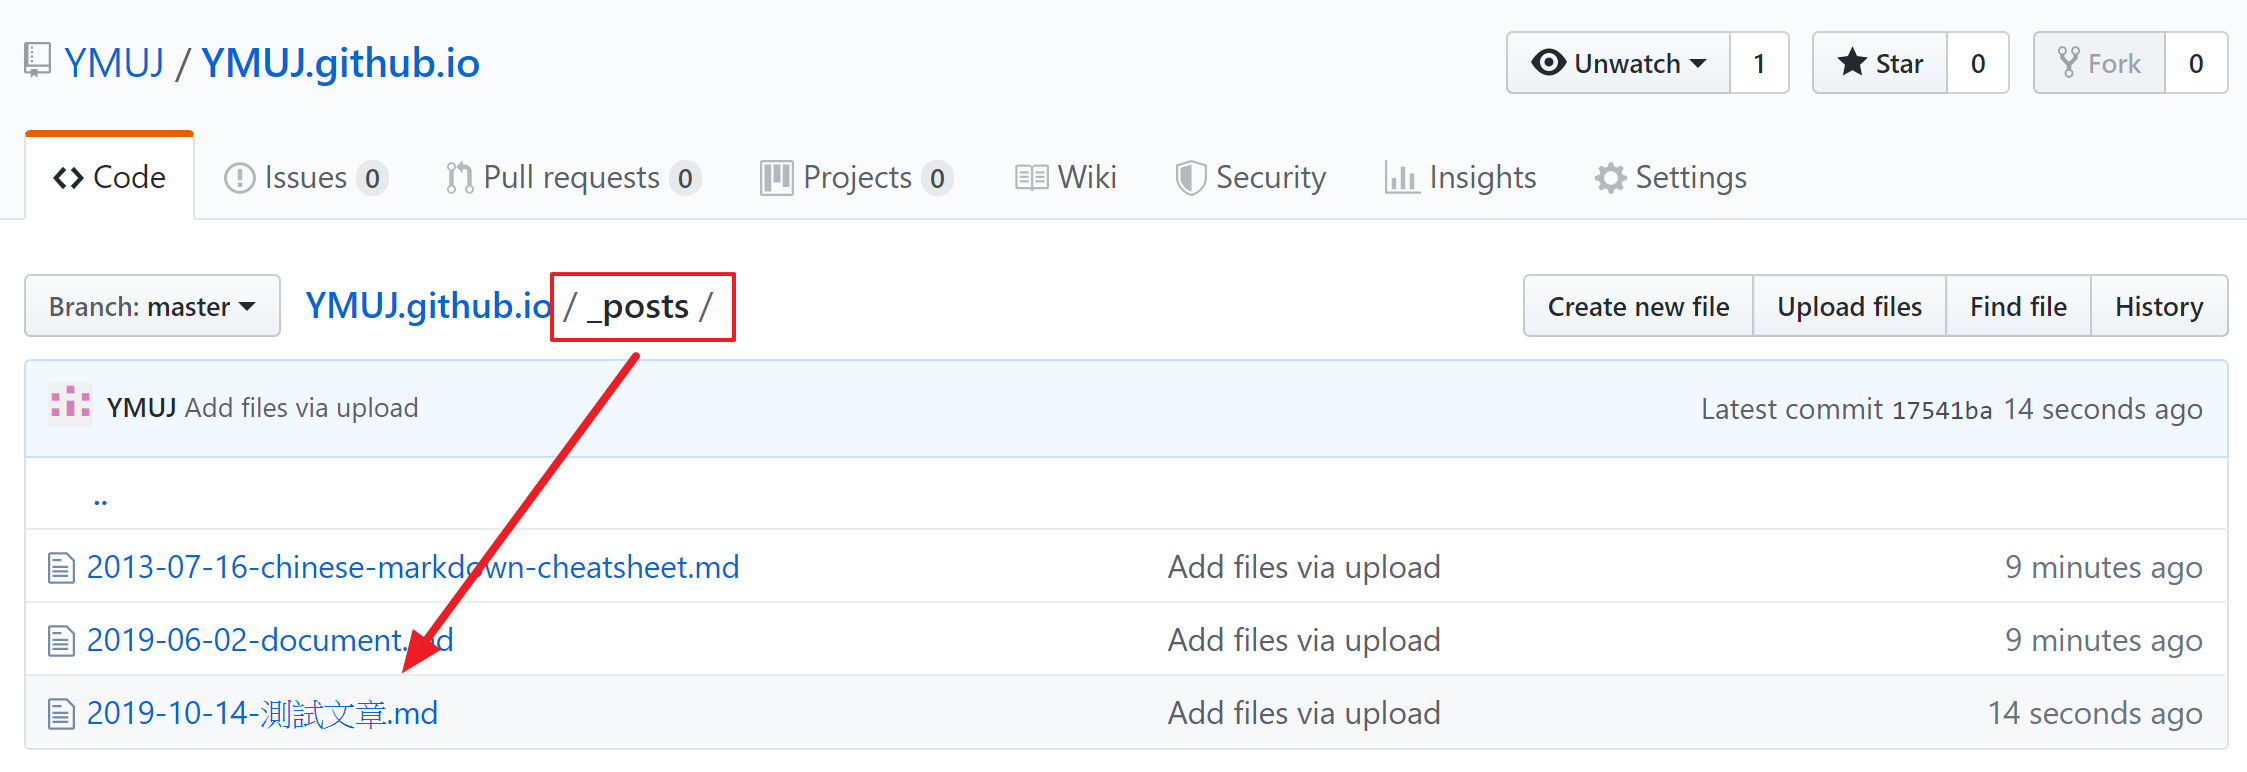 YMUJ / YMUJ.github.io Unwatch 1 Star 0 Fork 0
Code Issues 0 Pull requests 0 Projects 0 Wiki Security Insights Settings
Branch: master YMUJ.github.io / _posts / Create new file Upload files Find file History
YMUJ Add files via upload Latest commit 17541ba 14 seconds ago
..
2013-07-16-chinese-markdown-cheatsheet.md Add files via upload 9 minutes ago
2019-06-02-document.md Add files via upload 9 minutes ago
2019-10-14-測試文章.md Add files via upload 14 seconds ago